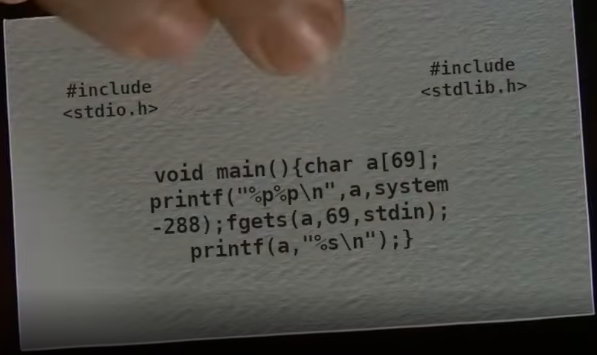 #include
<stdio.h>
#include
<stdlib.h>
void main(){char a[69];
printf("%p%p\n",a,system
-288);fgets(a,69,stdin);
printf(a,"%s\n");}